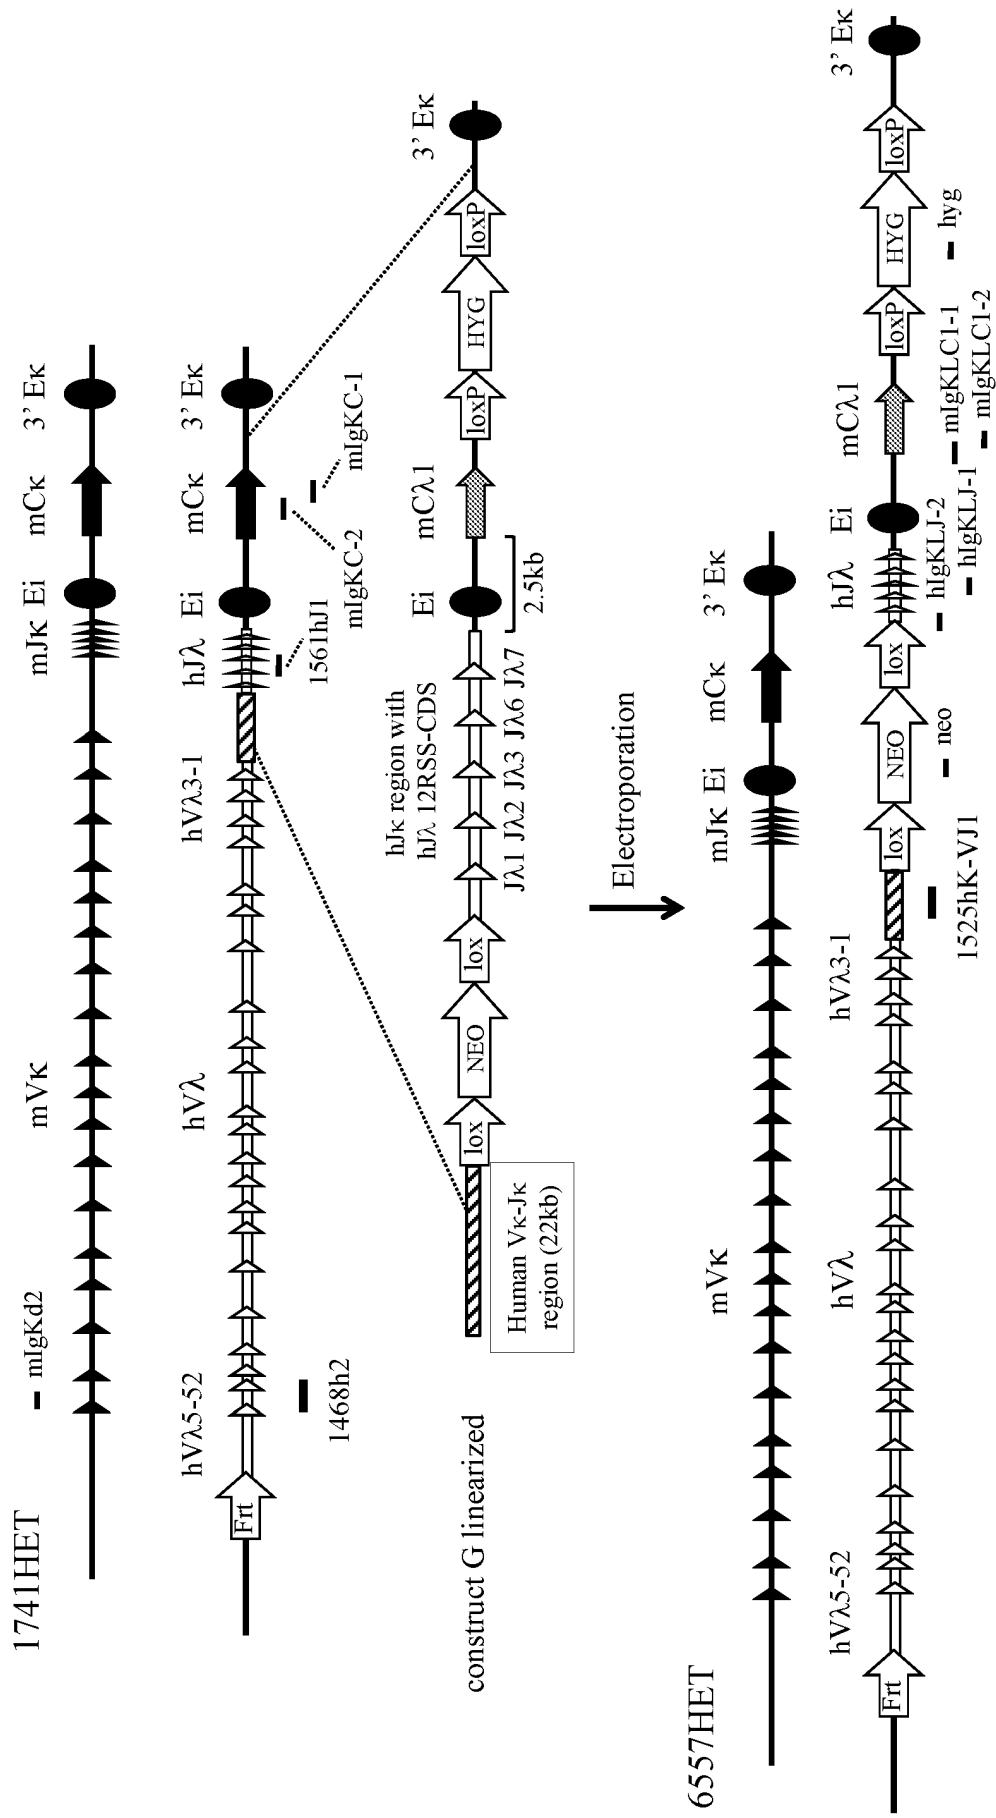 1741HET
mIgKd2
mVκ
mJκ
Ei
mCκ
3' Eκ
Frt
hVλ5-52
hVλ
hVλ3-1
hJλ
Ei
mCκ
3' Eκ
1468h2
1561hJ1
mIgKC-2
mIgKC-1
construct G linearized
Human Vκ-Jκ
region (22kb)
lox
NEO
lox
hJκ region with
hJλ 12RSS-CDS
Jλ1 Jλ2 Jλ3 Jλ6 Jλ7
Ei
2.5kb
mCλ1
loxP
HYG
loxP
3' Eκ
Electroporation
6557HET
mVκ
mJκ
Ei
mCκ
3' Eκ
Frt
hVλ5-52
hVλ
hVλ3-1
lox
NEO
lox
hJλ
Ei
mCλ1
loxP
HYG
loxP
3' Eκ
1525hK-VJ1
neo
hIgKLJ-2
hIgKLJ-1
mIgKLC1-1
mIgKLC1-2
hyg